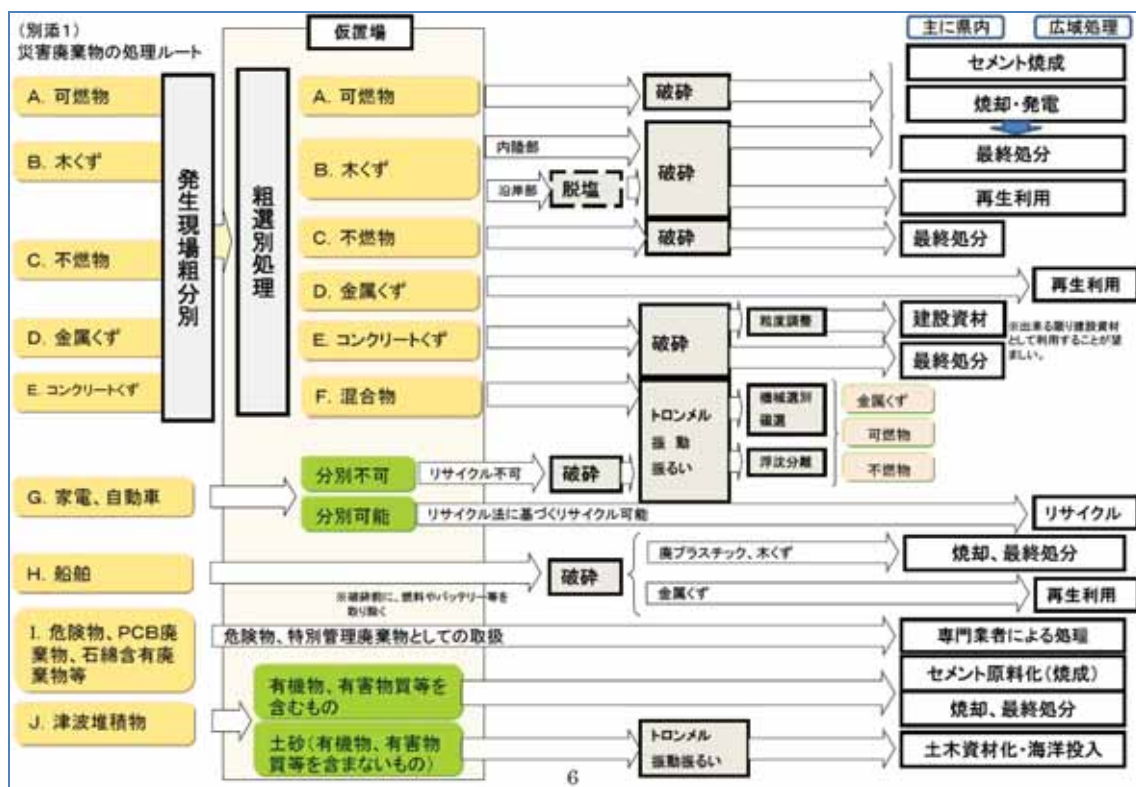 (別添1)
災害廃棄物の処理ルート
仮置場
主に県内
広域処理
A. 可燃物
B. 木くず
C. 不燃物
D. 金属くず
E. コンクリートくず
発生現場粗分別
粗選別処理
A. 可燃物
B. 木くず
C. 不燃物
D. 金属くず
E. コンクリートくず
F. 混合物
内陸部
沿岸部
脱塩
破砕
破砕
破砕
破砕
セメント焼成
焼却・発電
最終処分
再生利用
最終処分
再生利用
粒度調整
建設資材
※出来る限り建設資材
として利用することが望
ましい。
最終処分
トロンメル
振 動
振るい
機械選別
磁選
浮沈分離
金属くず
可燃物
不燃物
G. 家電、自動車
分別不可
リサイクル不可
破砕
分別可能
リサイクル法に基づくリサイクル可能
リサイクル
H. 船舶
※破砕前に、燃料やバッテリー等を
取り除く
破砕
廃プラスチック、木くず
焼却、最終処分
金属くず
再生利用
I. 危険物、PCB廃
棄物、石綿含有廃
棄物等
危険物、特別管理廃棄物としての取扱
専門業者による処理
J. 津波堆積物
有機物、有害物質等を
含むもの
セメント原料化(焼成)
焼却、最終処分
土砂(有機物、有害物
質等を含まないもの)
トロンメル
振動振るい
土木資材化・海洋投入
6